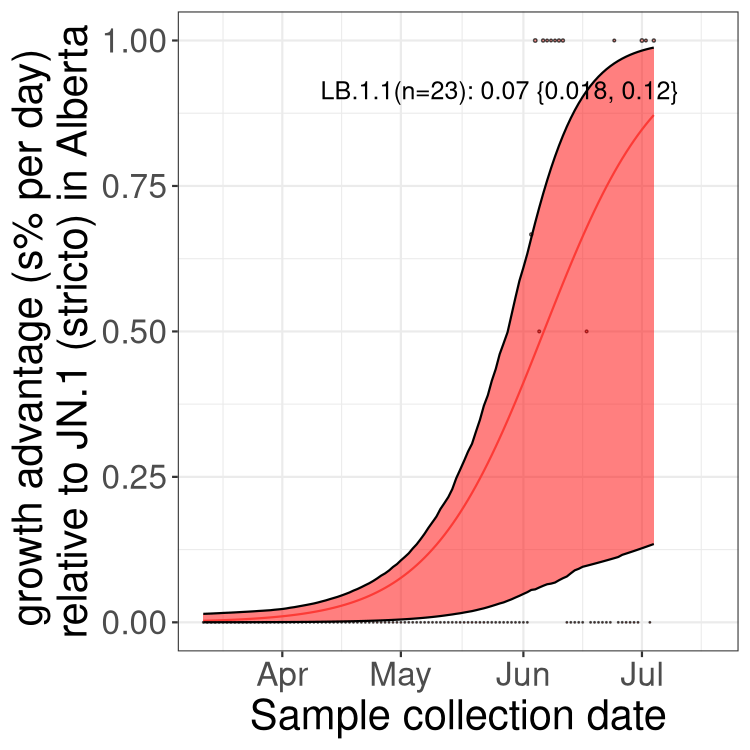 growth advantage (s% per day)
relative to JN.1 (stricto) in Alberta
1.00
0.75
0.50
0.25
0.00
LB.1.1(n=23): 0.07 {0.018, 0.12}
Apr May Jun Jul
Sample collection date